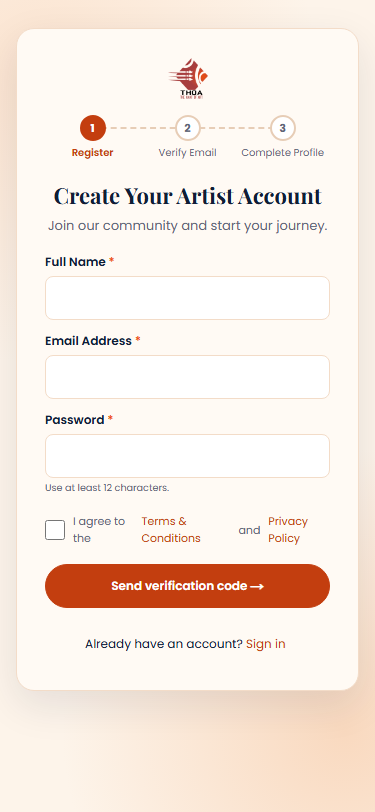 THOA
1 2 3
Register Verify Email Complete Profile
Create Your Artist Account
Join our community and start your journey.
Full Name *
Email Address *
Password *
Use at least 12 characters.
I agree to the Terms & Conditions and Privacy Policy
Send verification code →
Already have an account? Sign in